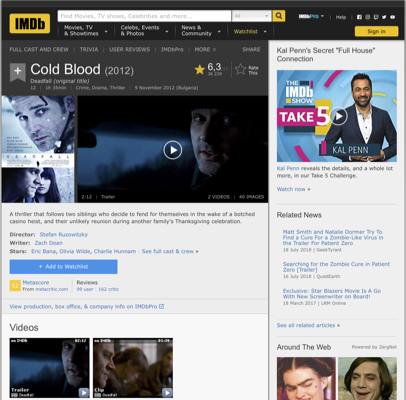 IMDb
Find Movies, TV shows, Celebrities and more...
All
IMDbPro
Help
Movies, TV & Showtimes
Celebs, Events & Photos
News & Community
Watchlist
Sign in
FULL CAST AND CREW | TRIVIA | USER REVIEWS | IMDbPro | MORE
SHARE
Cold Blood (2012)
Deadfall (original title)
12 | 1h 35min | Crime, Drama, Thriller | 9 November 2012 (Bulgaria)
6,3
Rate This
DEADFALL
2:12 | Trailer
2 VIDEOS | 40 IMAGES
A thriller that follows two siblings who decide to fend for themselves in the wake of a botched
casino heist, and their unlikely reunion during another family's Thanksgiving celebration.
Director: Stefan Ruzowitzky
Writer: Zach Dean
Stars: Eric Bana, Olivia Wilde, Charlie Hunnam | See full cast & crew »
+ Add to Watchlist
Metascore
From metacritic.com
Reviews
99 user | 162 critic
View production, box office, & company info on IMDbPro
Videos
IMDb
02:12
Trailer
Deadfall
IMDb
Clip
Deadfall
Kal Penn's Secret "Full House"
Connection
THE IMDb SHOW
TAKE 5
KAL PENN
Kal Penn reveals the details, and a whole lot
more, in our Take 5 Challenge.
Watch now »
Related News
Matt Smith and Natalie Dormer Try To
Find a Cure For a Zombie-Like Virus in
the Trailer for Patient Zero
18 July 2018 | GeekTyrant
Searching for the Zombie Cure in Patient
Zero [Trailer]
16 July 2018 | QuietEarth
Exclusive: Star Blazers Movie Is A Go
With New Screenwriter on Board!
18 March 2017 | LRM Online
See all related articles »
Around The Web
Powered by ZergNet